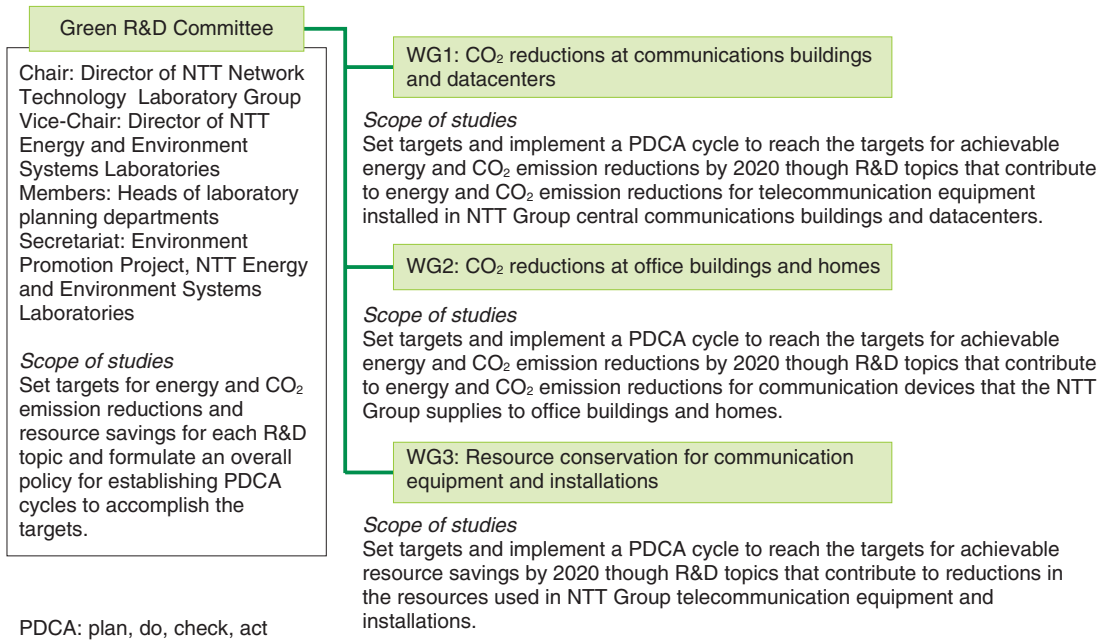 Green R&D Committee
Chair: Director of NTT Network
Technology Laboratory Group
Vice-Chair: Director of NTT
Energy and Environment
Systems Laboratories
Members: Heads of laboratory
planning departments
Secretariat: Environment
Promotion Project, NTT Energy
and Environment Systems
Laboratories
Scope of studies
Set targets for energy and CO₂
emission reductions and
resource savings for each R&D
topic and formulate an overall
policy for establishing PDCA
cycles to accomplish the
targets.
PDCA: plan, do, check, act
WG1: CO₂ reductions at communications buildings
and datacenters
Scope of studies
Set targets and implement a PDCA cycle to reach the targets for achievable
energy and CO₂ emission reductions by 2020 though R&D topics that contribute
to energy and CO₂ emission reductions for telecommunication equipment
installed in NTT Group central communications buildings and datacenters.
WG2: CO₂ reductions at office buildings and homes
Scope of studies
Set targets and implement a PDCA cycle to reach the targets for achievable
energy and CO₂ emission reductions by 2020 though R&D topics that contribute
to energy and CO₂ emission reductions for communication devices that the NTT
Group supplies to office buildings and homes.
WG3: Resource conservation for communication
equipment and installations
Scope of studies
Set targets and implement a PDCA cycle to reach the targets for achievable
resource savings by 2020 though R&D topics that contribute to reductions in
the resources used in NTT Group telecommunication equipment and
installations.